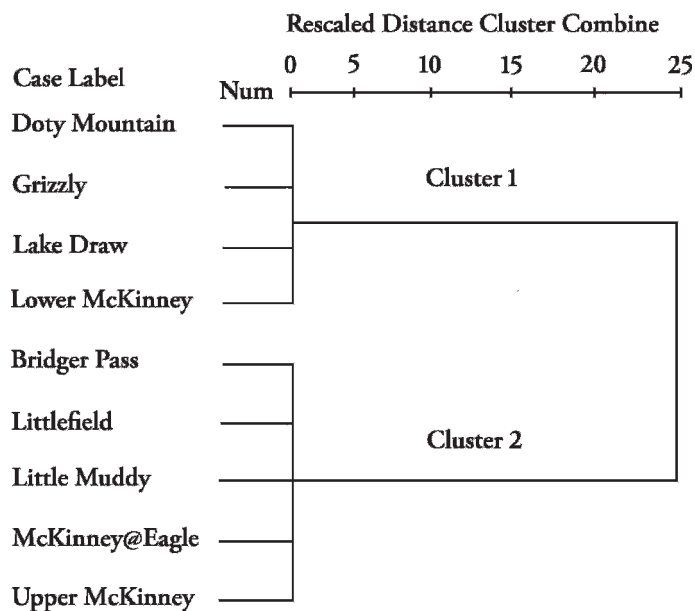 Rescaled Distance Cluster Combine
Case Label
Num
0 5 10 15 20 25
Doty Mountain
Grizzly
Cluster 1
Lake Draw
Lower McKinney
Bridger Pass
Littlefield
Cluster 2
Little Muddy
McKinney@Eagle
Upper McKinney